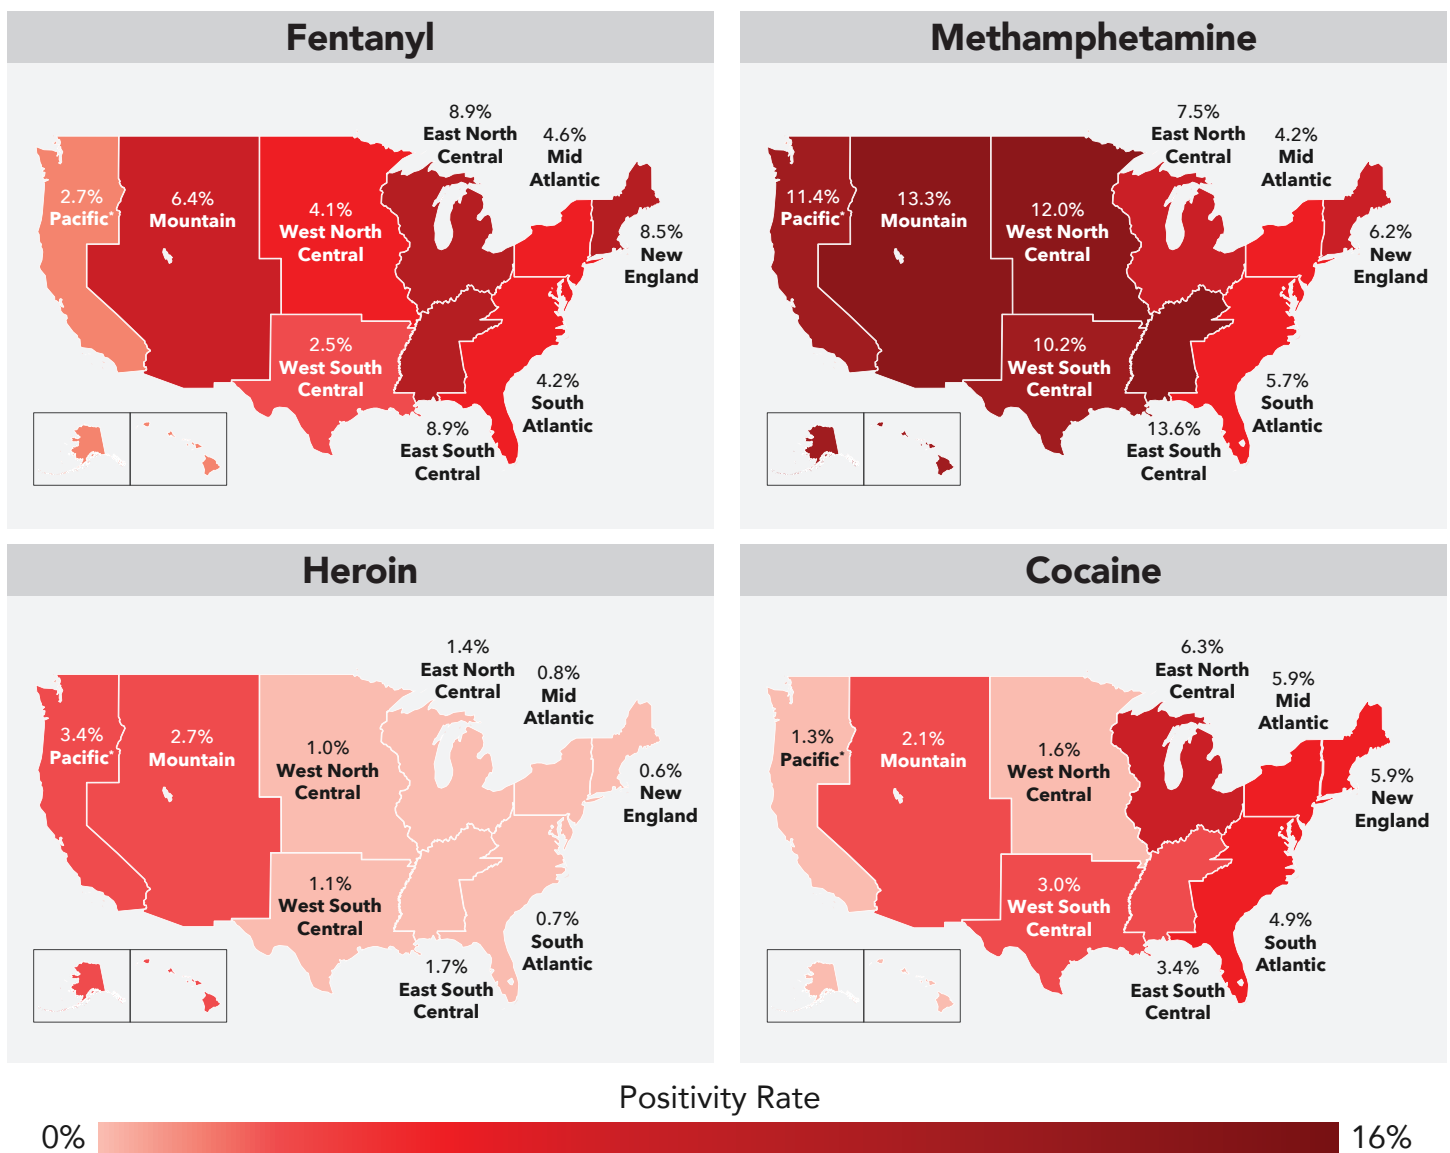 Fentanyl
8.9%
East North
Central
4.6%
Mid
Atlantic
2.7%
Pacific*
6.4%
Mountain
4.1%
West North
Central
8.5%
New
England
2.5%
West South
Central
4.2%
South
Atlantic
8.9%
East South
Central
Methamphetamine
7.5%
East North
Central
4.2%
Mid
Atlantic
11.4%
Pacific*
13.3%
Mountain
12.0%
West North
Central
6.2%
New
England
10.2%
West South
Central
5.7%
South
Atlantic
13.6%
East South
Central
Heroin
1.4%
East North
Central
0.8%
Mid
Atlantic
3.4%
Pacific*
2.7%
Mountain
1.0%
West North
Central
0.6%
New
England
1.1%
West South
Central
0.7%
South
Atlantic
1.7%
East South
Central
Cocaine
6.3%
East North
Central
5.9%
Mid
Atlantic
1.3%
Pacific*
2.1%
Mountain
1.6%
West North
Central
5.9%
New
England
3.0%
West South
Central
4.9%
South
Atlantic
3.4%
East South
Central
Positivity Rate
0%
16%